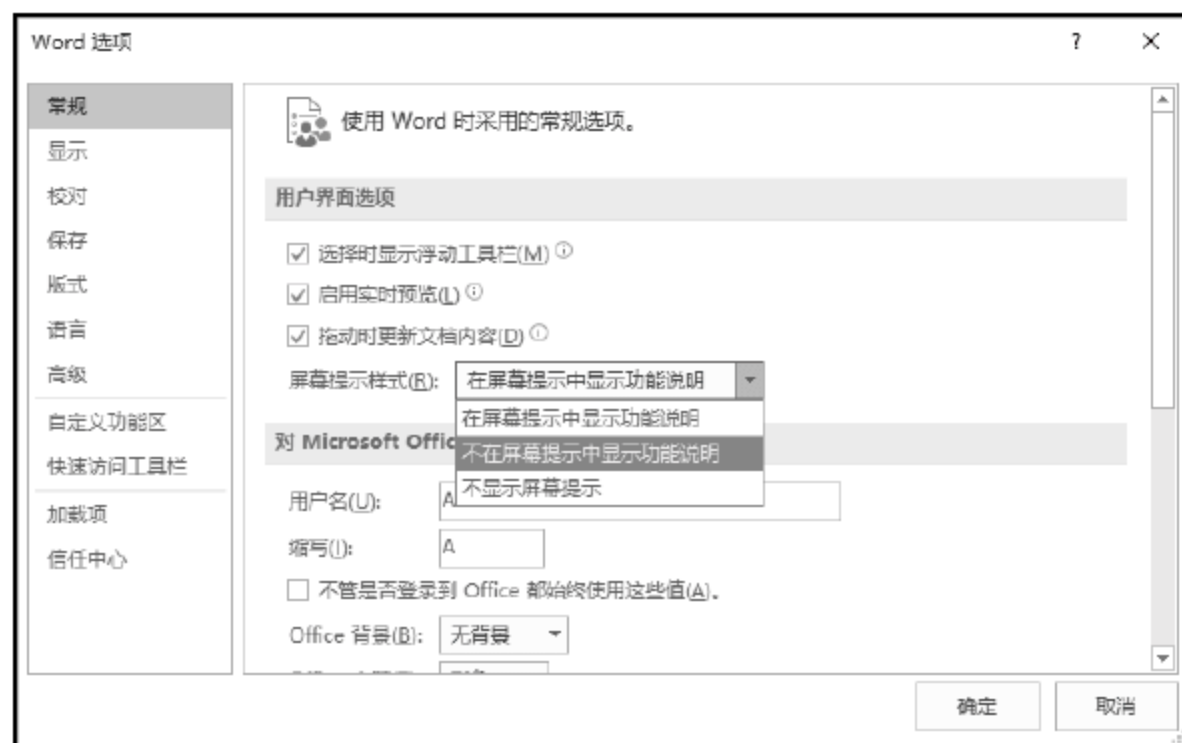 Word 选项
?
常规
显示
校对
保存
版式
语言
高级
自定义功能区
快速访问工具栏
加载项
信任中心
使用 Word 时采用的常规选项。
用户界面选项
选择时显示浮动工具栏(M)
启用实时预览(L)
拖动时更新文档内容(D)
屏幕提示样式(R): 在屏幕提示中显示功能说明
在屏幕提示中显示功能说明
对 Microsoft Offic
不在屏幕提示中显示功能说明
不显示屏幕提示
用户名(U): A
缩写(I): A
不管是否登录到 Office 都始终使用这些值(A)。
Office 背景(B): 无背景
确定 取消